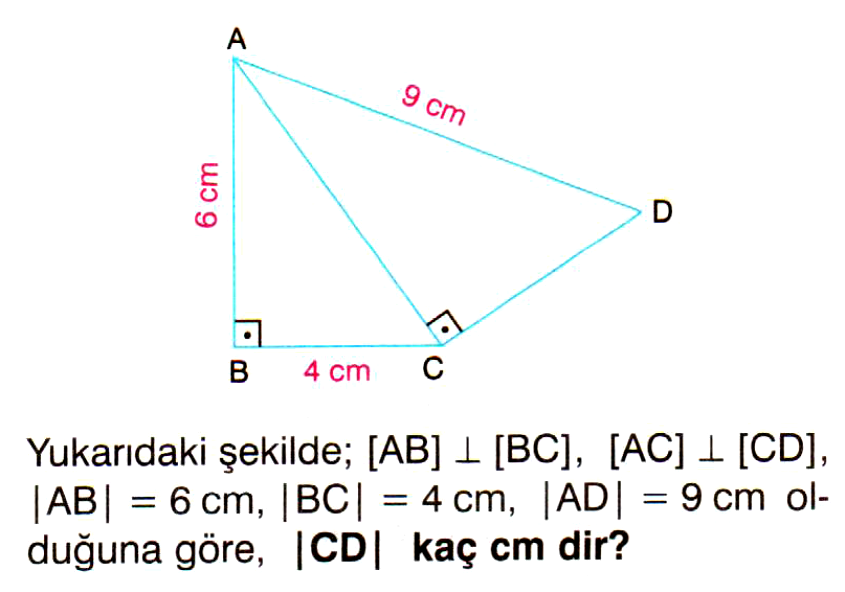 A
9 cm
6 cm
D
B
4 cm
C
Yukarıdaki şekilde; [AB] ⊥ [BC], [AC] ⊥ [CD],
|AB| = 6 cm, |BC| = 4 cm, |AD| = 9 cm ol-
duğuna göre, |CD| kaç cm dir?